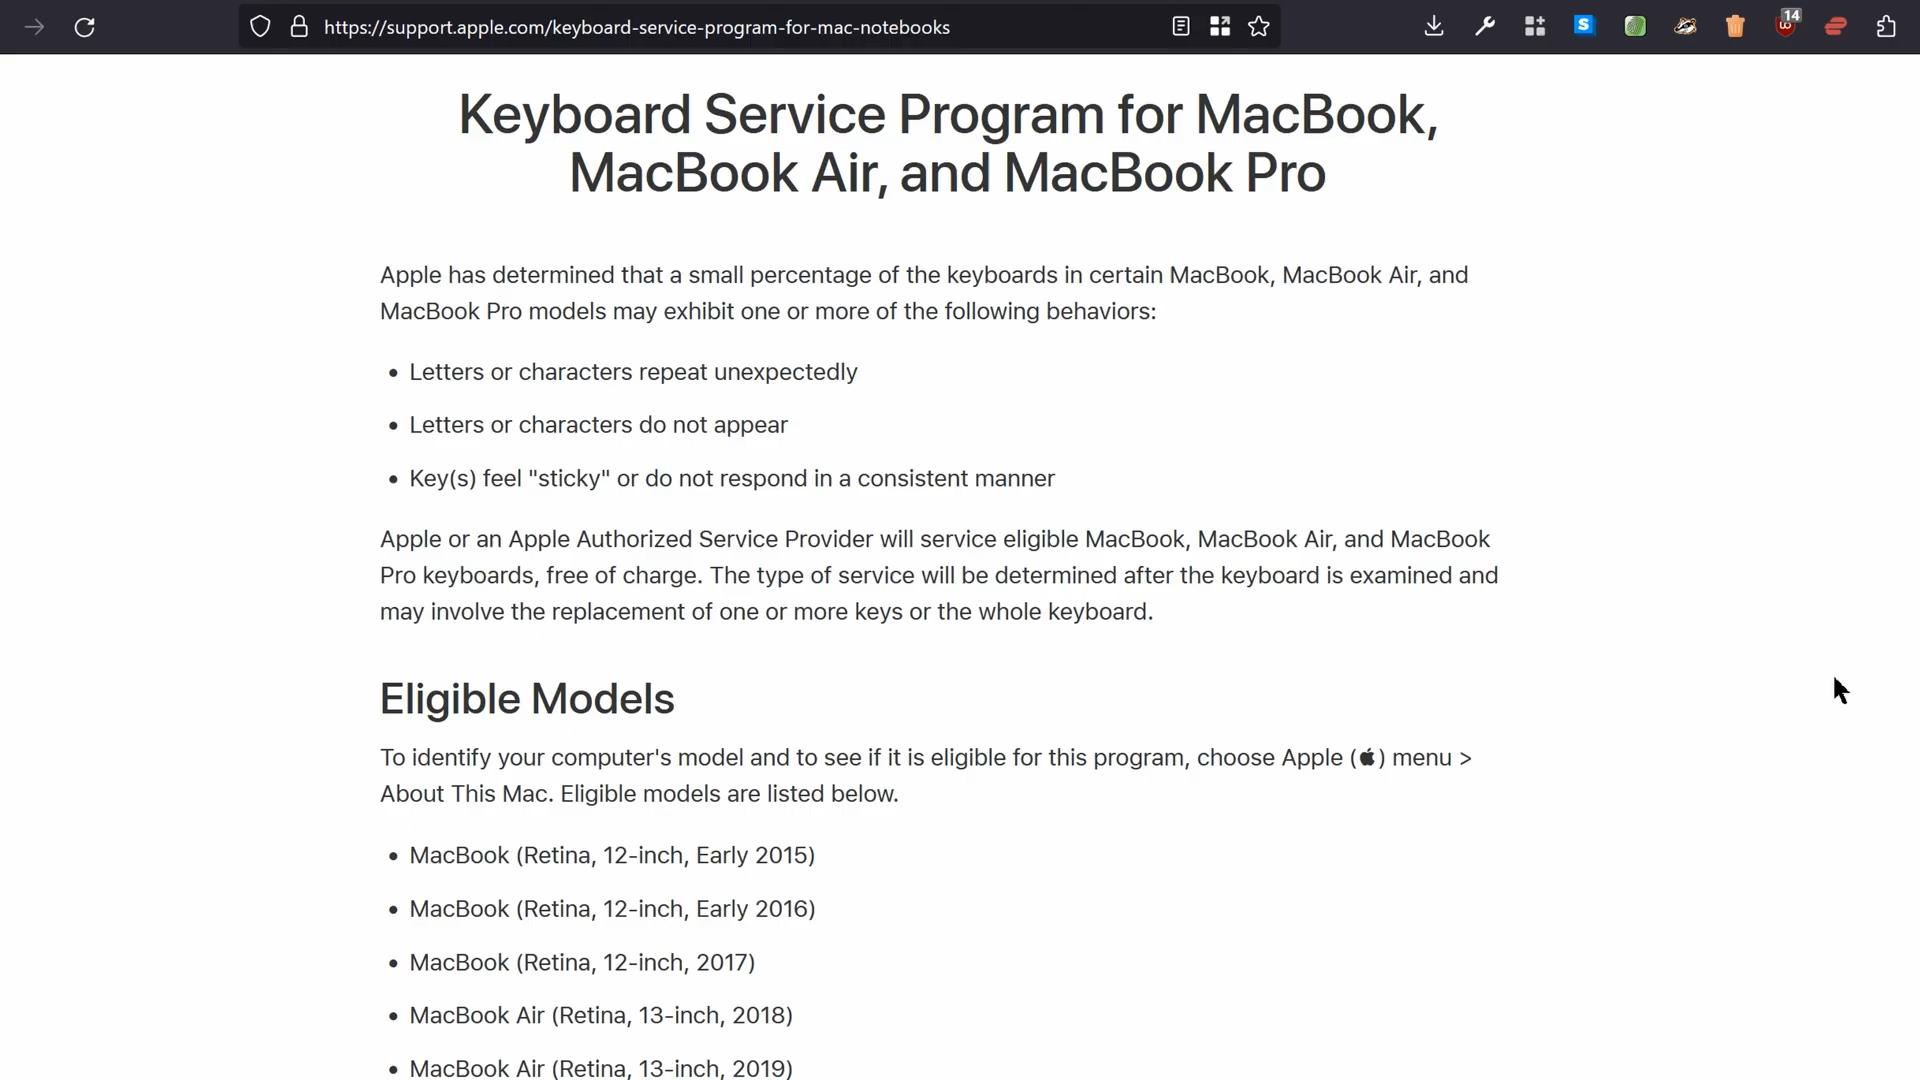 https://support.apple.com/keyboard-service-program-for-mac-notebooks
S
14
Keyboard Service Program for MacBook,
MacBook Air, and MacBook Pro
Apple has determined that a small percentage of the keyboards in certain MacBook, MacBook Air, and
MacBook Pro models may exhibit one or more of the following behaviors:
• Letters or characters repeat unexpectedly
• Letters or characters do not appear
• Key(s) feel "sticky" or do not respond in a consistent manner
Apple or an Apple Authorized Service Provider will service eligible MacBook, MacBook Air, and MacBook
Pro keyboards, free of charge. The type of service will be determined after the keyboard is examined and
may involve the replacement of one or more keys or the whole keyboard.
Eligible Models
To identify your computer's model and to see if it is eligible for this program, choose Apple () menu >
About This Mac. Eligible models are listed below.
• MacBook (Retina, 12-inch, Early 2015)
• MacBook (Retina, 12-inch, Early 2016)
• MacBook (Retina, 12-inch, 2017)
• MacBook Air (Retina, 13-inch, 2018)
• MacBook Air (Retina, 13-inch, 2019)